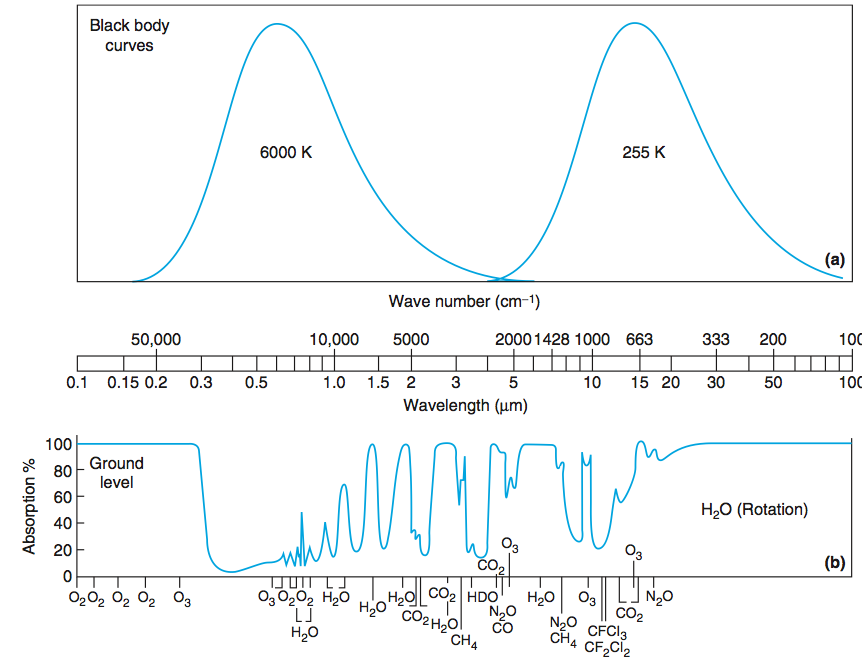 Black body
curves
6000 K
255 K
(a)
Wave number (cm⁻¹)
50,000 10,000 5000 2000 1428 1000 663 333 200 100
0.1 0.15 0.2 0.3 0.5 1.0 1.5 2 3 5 10 15 20 30 50 100
Wavelength (μm)
Absorption %
100
80
60
40
20
0
Ground
level
H₂O (Rotation)
(b)
O₃
CO₂
O₃
O₂ O₂ O₂ O₂ O₃ O₃ O₂ O₂ H₂O H₂O H₂O CO₂ HDO H₂O O₃ CO₂ N₂O
H₂O CO₂ H₂O CH₄ N₂O
CO
N₂O
CH₄
CFCl₃
CF₂Cl₂